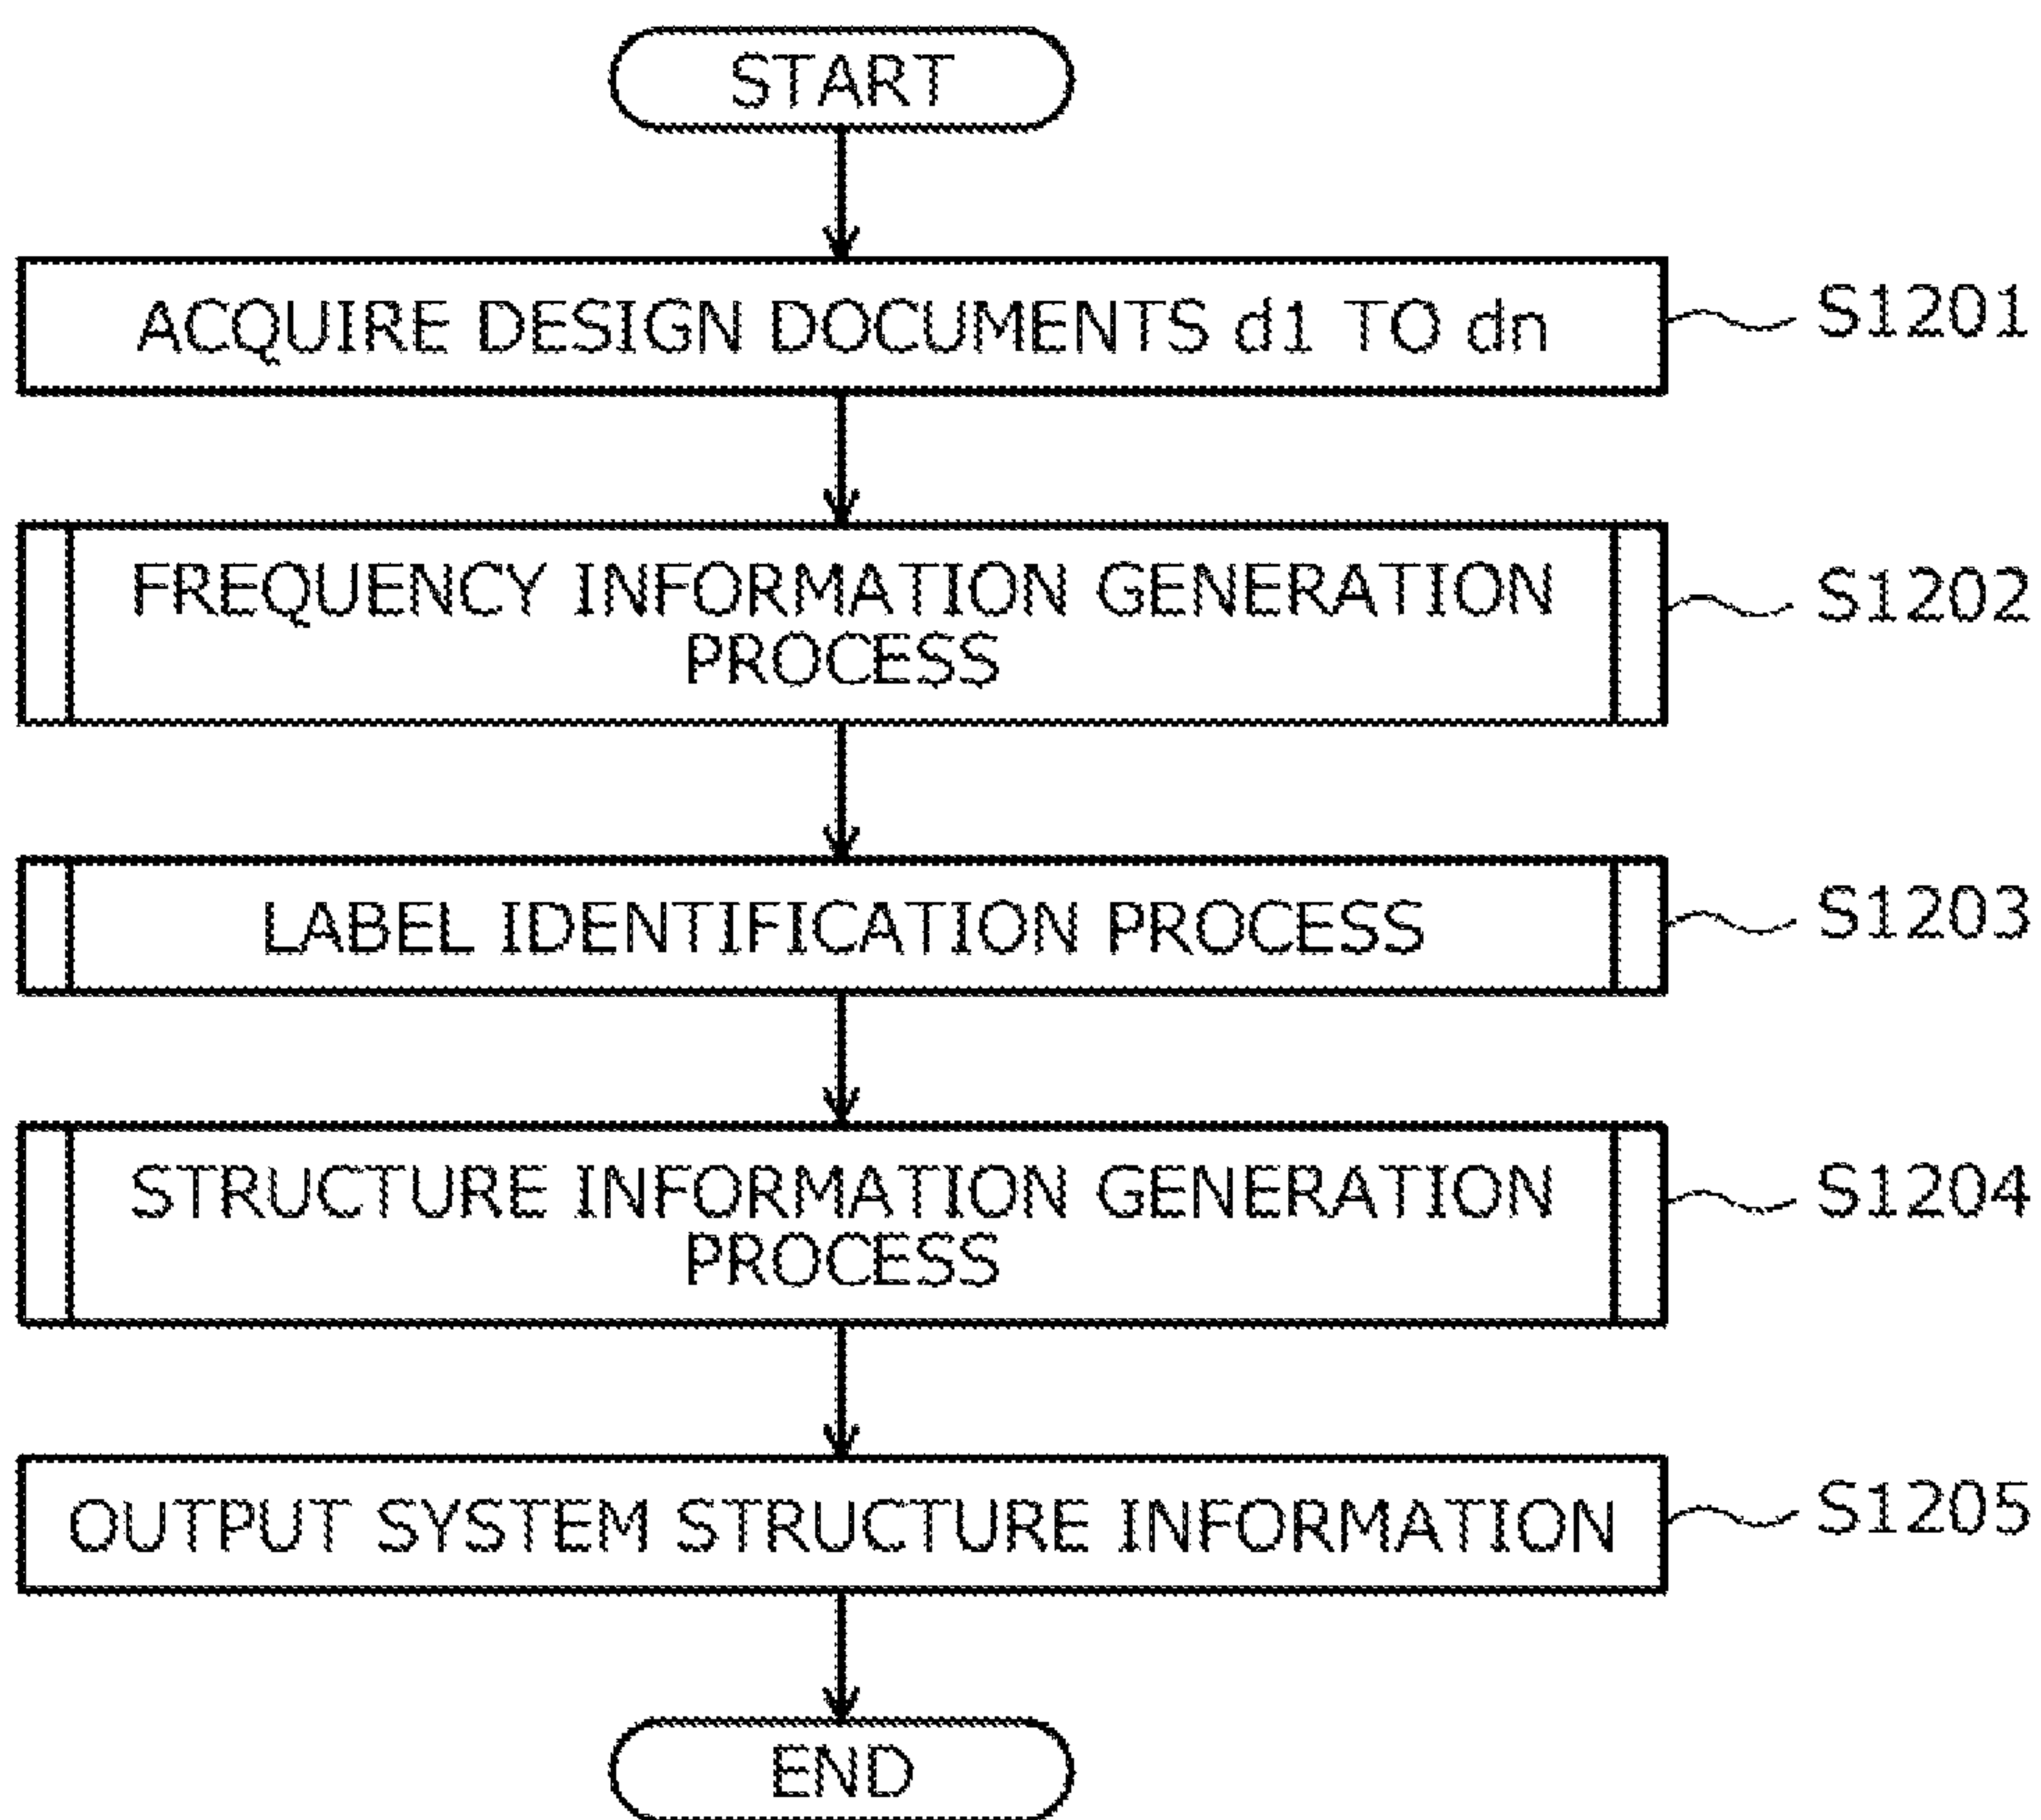 START
ACQUIRE DESIGN DOCUMENTS d1 TO dn
S1201
FREQUENCY INFORMATION GENERATION
PROCESS
S1202
LABEL IDENTIFICATION PROCESS
S1203
STRUCTURE INFORMATION GENERATION
PROCESS
S1204
OUTPUT SYSTEM STRUCTURE INFORMATION
S1205
END